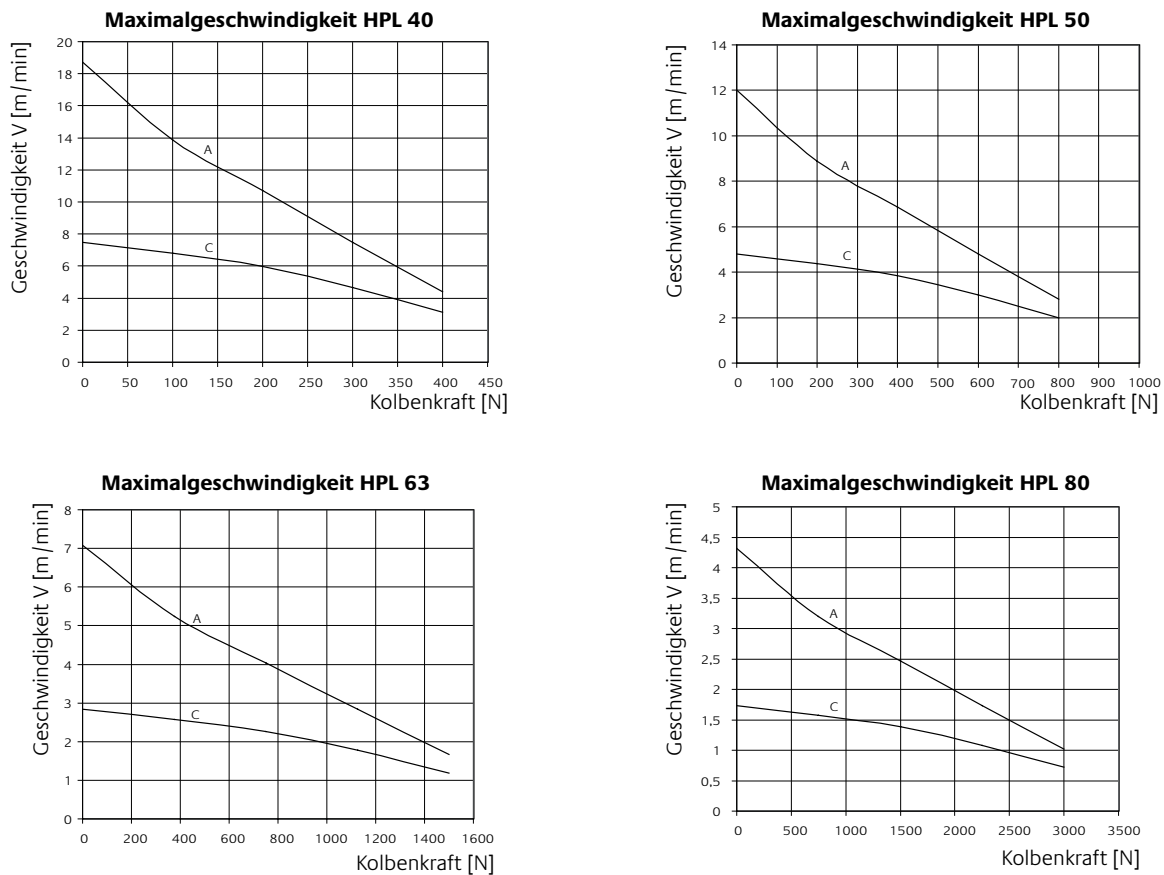 Maximalgeschwindigkeit HPL 40
Geschwindigkeit V [m/min]
20
18
16
14
12
10
8
6
4
2
0
A
C
0 50 100 150 200 250 300 350 400 450
Kolbenkraft [N]
Maximalgeschwindigkeit HPL 50
Geschwindigkeit V [m/min]
14
12
10
8
6
4
2
0
A
C
0 100 200 300 400 500 600 700 800 900 1000
Kolbenkraft [N]
Maximalgeschwindigkeit HPL 63
Geschwindigkeit V [m/min]
8
7
6
5
4
3
2
1
0
A
C
0 200 400 600 800 1000 1200 1400 1600
Kolbenkraft [N]
Maximalgeschwindigkeit HPL 80
Geschwindigkeit V [m/min]
5
4,5
4
3,5
3
2,5
2
1,5
1
0,5
0
A
C
0 500 1000 1500 2000 2500 3000 3500
Kolbenkraft [N]